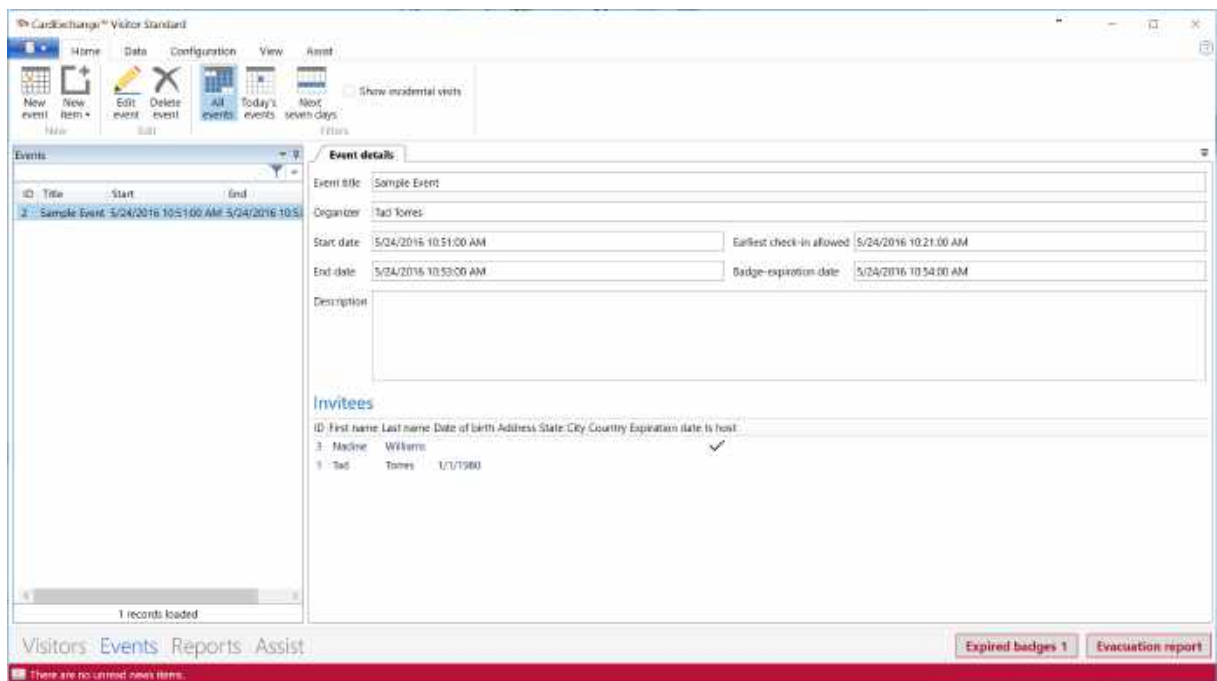 CardExchange™ Visitor Standard
Home Data Configuration View Assist
New event New item Edit event Delete event All events Today's events Next seven days Show incidental visits
New Edit Filters
Events
ID Title Start End
2 Sample Event 5/24/2016 10:51:00 AM 5/24/2016 10:5
1 records loaded
Event details
Event title Sample Event
Organizer Tad Torres
Start date 5/24/2016 10:51:00 AM Earliest check-in allowed 5/24/2016 10:21:00 AM
End date 5/24/2016 10:53:00 AM Badge-expiration date 5/24/2016 10:54:00 AM
Description
Invitees
ID First name Last name Date of birth Address State City Country Expiration date Is host
3 Nadine Williams
1 Tad Torres 1/1/1980
Visitors Events Reports Assist
Expired badges 1 Evacuation report
There are no unread news items.